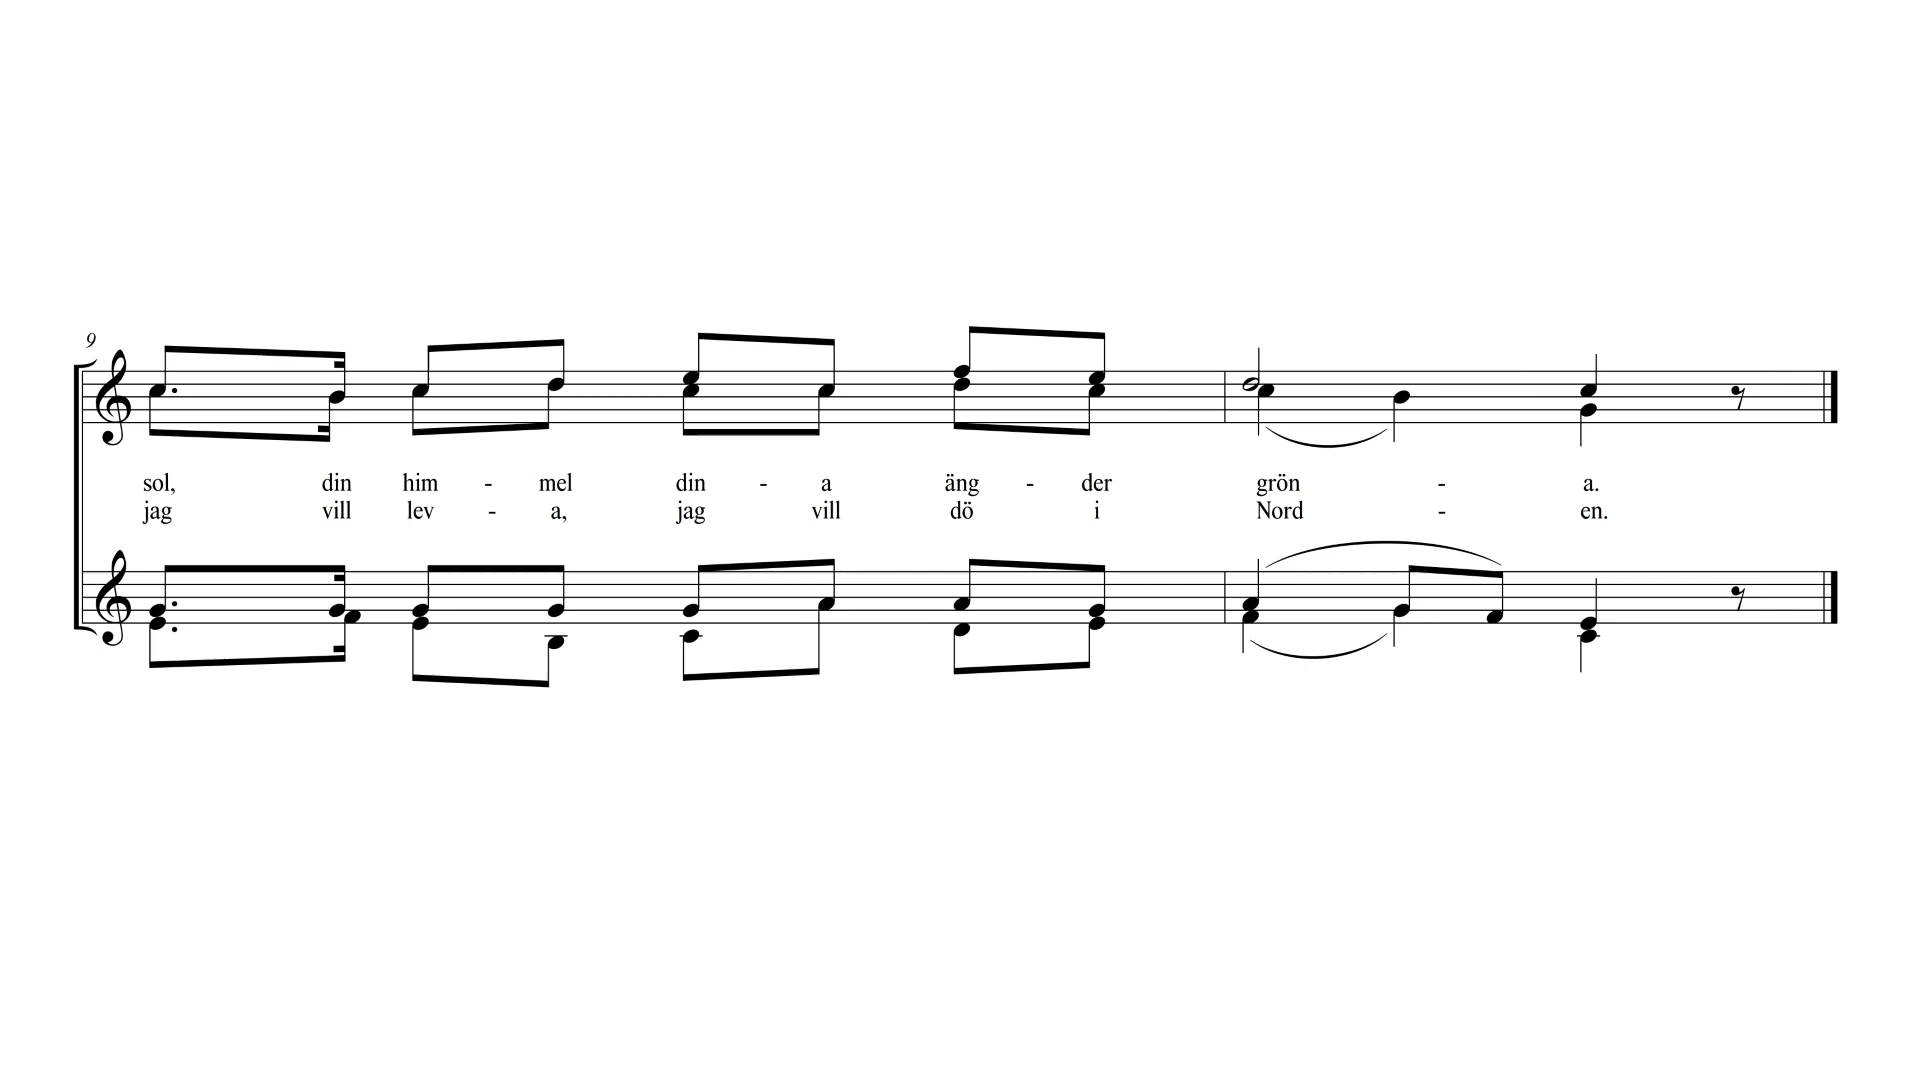 9
sol, din him - mel din - a äng - der grön - a.
jag vill lev - a, jag vill dö i Nord - en.